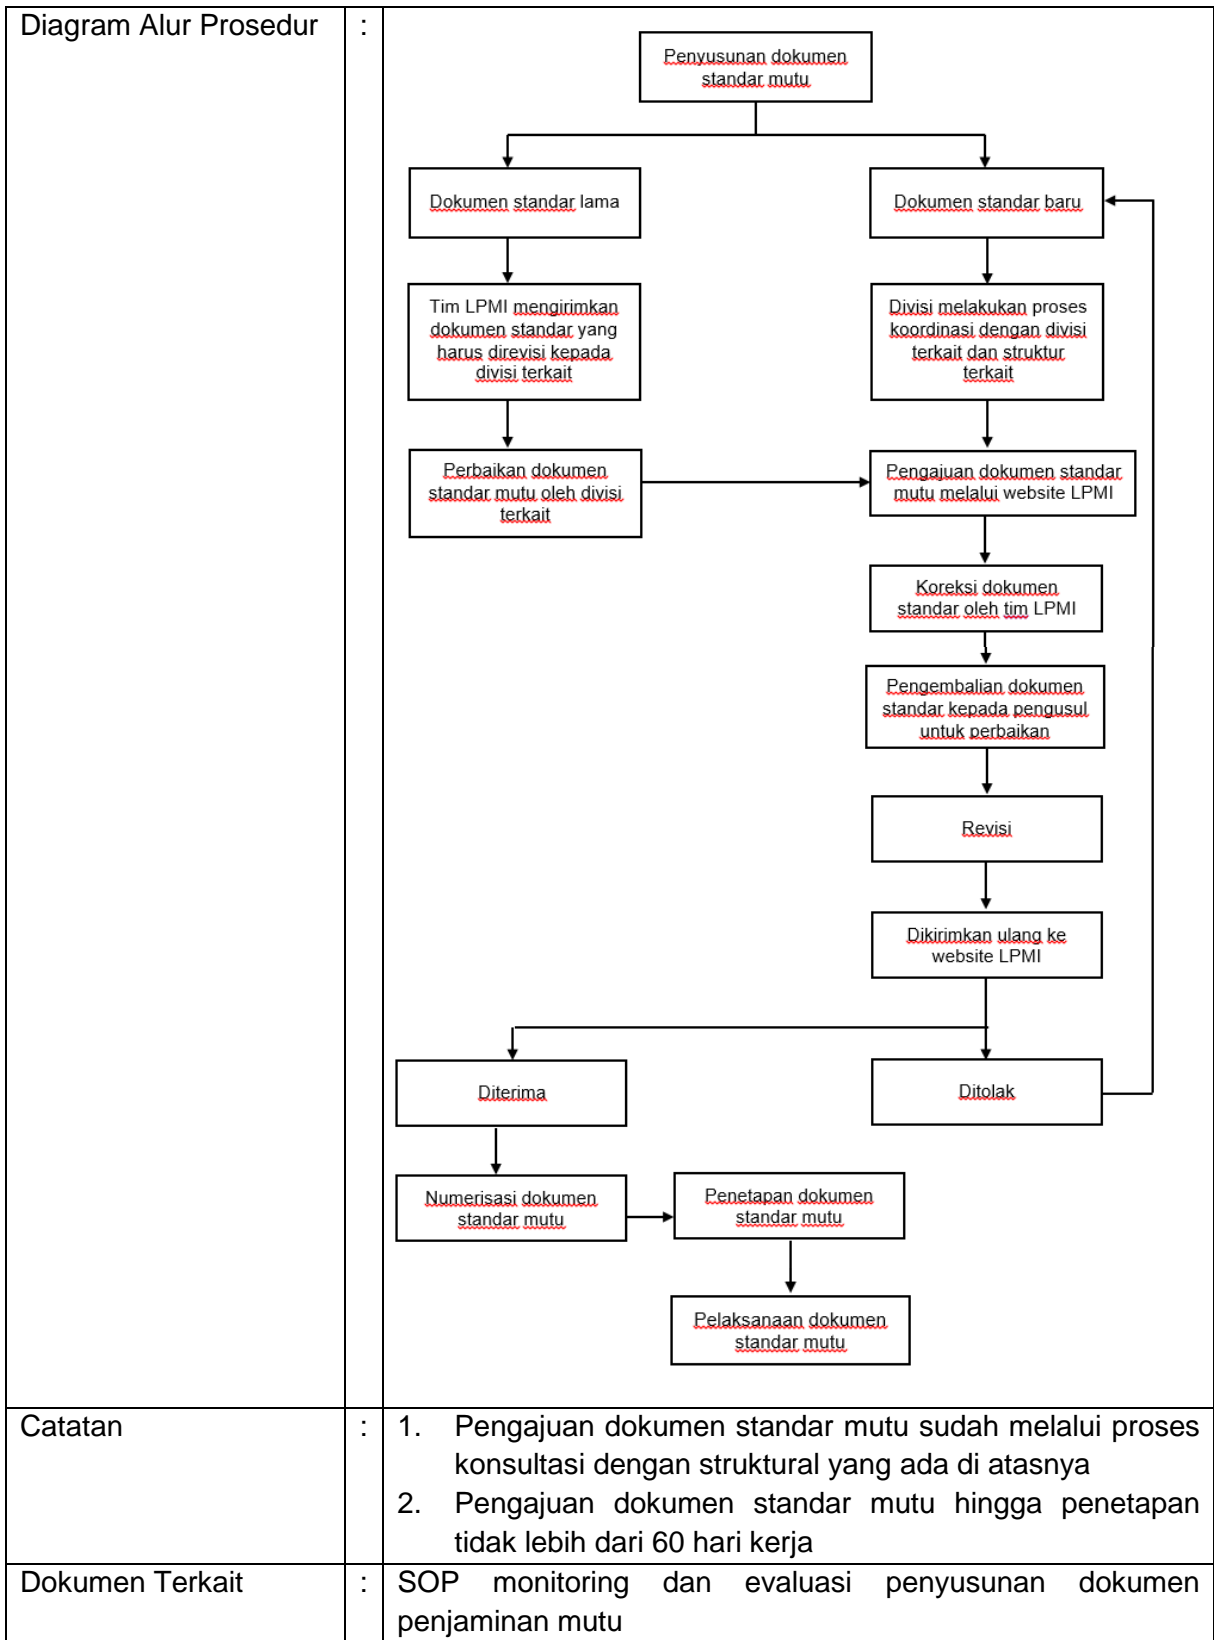 Diagram Alur Prosedur :
Penyusunan dokumen
standar mutu
Dokumen standar lama
Dokumen standar baru
Tim LPMI mengirimkan
dokumen standar yang
harus direvisi kepada
divisi terkait
Divisi melakukan proses
koordinasi dengan divisi
terkait dan struktur
terkait
Perbaikan dokumen
standar mutu oleh divisi
terkait
Pengajuan dokumen standar
mutu melalui website LPMI
Koreksi dokumen
standar oleh tim LPMI
Pengembalian dokumen
standar kepada pengusul
untuk perbaikan
Revisi
Dikirimkan ulang ke
website LPMI
Diterima
Ditolak
Numerisasi dokumen
standar mutu
Penetapan dokumen
standar mutu
Pelaksanaan dokumen
standar mutu
Catatan : 1. Pengajuan dokumen standar mutu sudah melalui proses
konsultasi dengan struktural yang ada di atasnya
2. Pengajuan dokumen standar mutu hingga penetapan
tidak lebih dari 60 hari kerja
Dokumen Terkait : SOP monitoring dan evaluasi penyusunan dokumen
penjaminan mutu